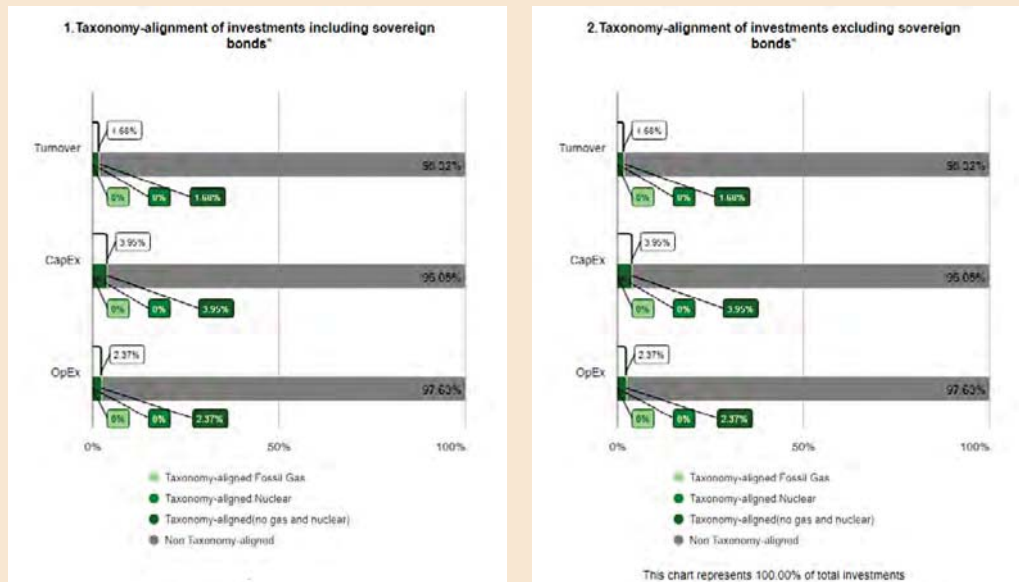 1. Taxonomy-alignment of investments including sovereign
bonds*
Turnover
1.68%
98.32%
0% 0% 1.68%
CapEx
3.95%
96.05%
0% 0% 3.95%
OpEx
2.37%
97.63%
0% 0% 2.37%
0% 50% 100%
Taxonomy-aligned Fossil Gas
Taxonomy-aligned Nuclear
Taxonomy-aligned(no gas and nuclear)
Non Taxonomy-aligned
2. Taxonomy-alignment of investments excluding sovereign
bonds*
Turnover
1.68%
98.32%
0% 0% 1.68%
CapEx
3.95%
96.05%
0% 0% 3.95%
OpEx
2.37%
97.63%
0% 0% 2.37%
0% 50% 100%
Taxonomy-aligned Fossil Gas
Taxonomy-aligned Nuclear
Taxonomy-aligned(no gas and nuclear)
Non Taxonomy-aligned
This chart represents 100.00% of total investments